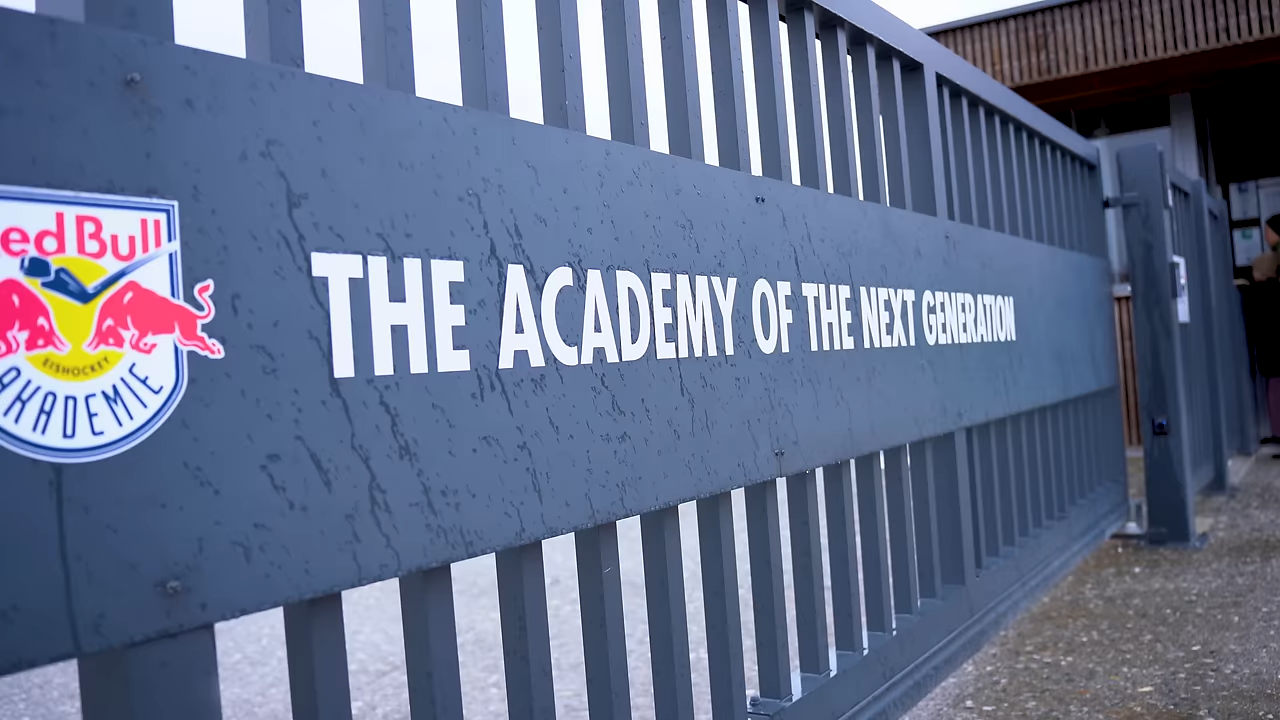 ed Bull
EISHOCKEY
AKADEMIE
THE ACADEMY OF THE NEXT GENERATION